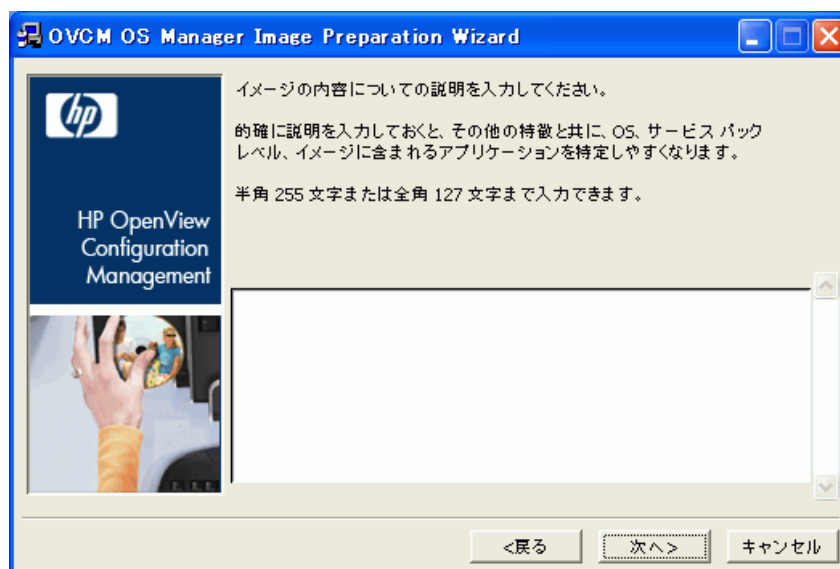 OVCM OS Manager Image Preparation Wizard
hp
HP OpenView
Configuration
Management
イメージの内容についての説明を入力してください。
的確に説明を入力しておくと、その他の特徴と共に、OS、サービス パック
レベル、イメージに含まれるアプリケーションを特定しやすくなります。
半角 255 文字または全角 127 文字まで入力できます。
<戻る
次へ>
キャンセル